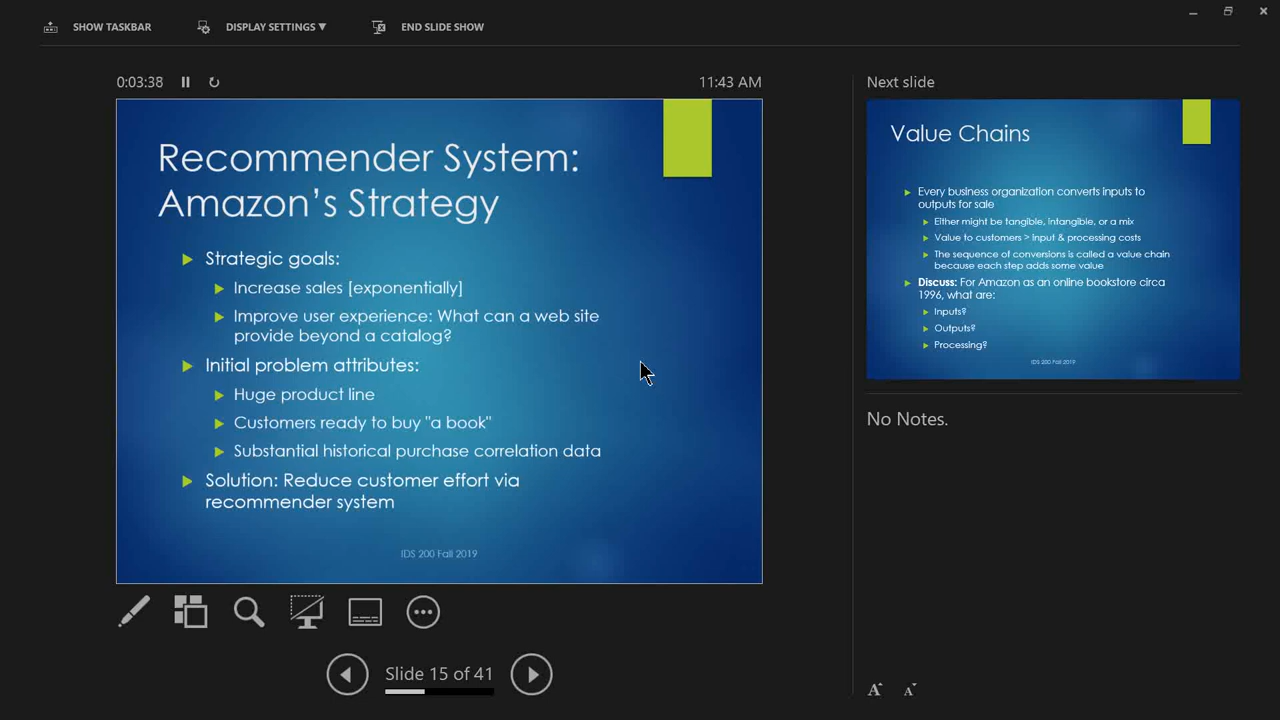 SHOW TASKBAR
DISPLAY SETTINGS ▼
END SLIDE SHOW
0:03:38
11:43 AM
Recommender System:
Amazon’s Strategy
Strategic goals:
Increase sales [exponentially]
Improve user experience: What can a web site
provide beyond a catalog?
Initial problem attributes:
Huge product line
Customers ready to buy "a book"
Substantial historical purchase correlation data
Solution: Reduce customer effort via
recommender system
IDS 200 Fall 2019
Slide 15 of 41
Next slide
Value Chains
Every business organization converts inputs to
outputs for sale
Either might be tangible, intangible, or a mix
Value to customers > input & processing costs
The sequence of conversions is called a value chain
because each step adds some value
Discuss: For Amazon as an online bookstore circa
1996, what are:
Inputs?
Outputs?
Processing?
IDS 200 Fall 2019
No Notes.
A A